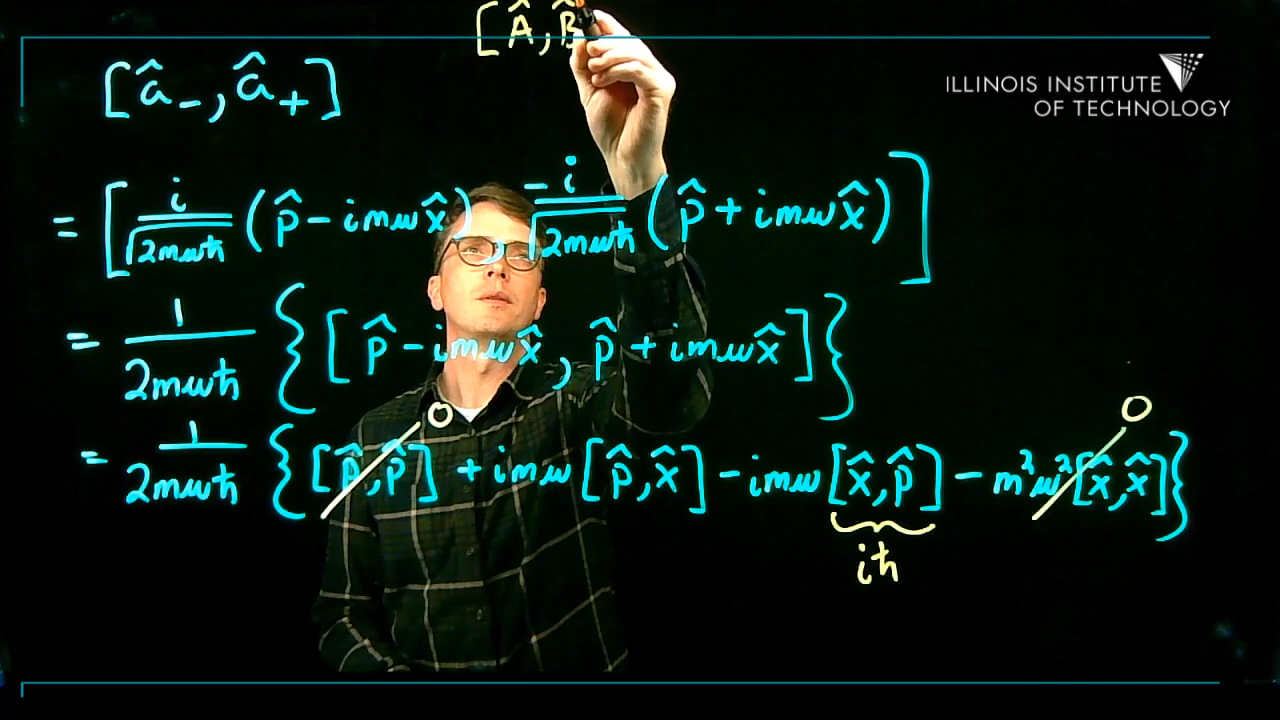 [Â, B̂
[â₋, â₊]
ILLINOIS INSTITUTE
OF TECHNOLOGY
= [i/√(2mωħ) (p̂ - imωx̂), -i/√(2mωħ) (p̂ + imωx̂)]
= 1/(2mωħ) {[p̂ - imωx̂, p̂ + imωx̂]}
0 0
= 1/(2mωħ) {[p̂, p̂] + imω[p̂, x̂] - imω[x̂, p̂] - m²ω²[x̂, x̂]}
iħ